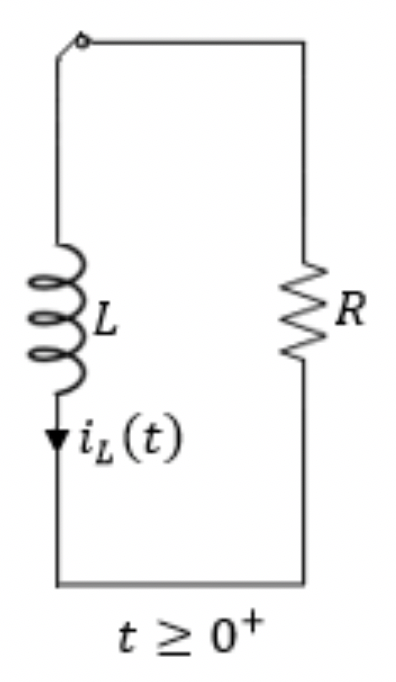 R
L
i_L(t)
t ≥ 0⁺